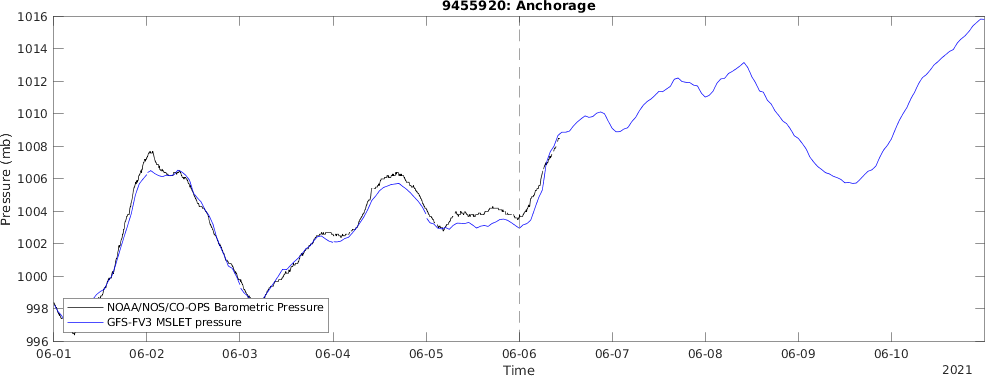 9455920: Anchorage
1016
1014
1012
1010
1008
1006
1004
1002
1000
998
996
Pressure (mb)
NOAA/NOS/CO-OPS Barometric Pressure
GFS-FV3 MSLET pressure
06-01 06-02 06-03 06-04 06-05 06-06 06-07 06-08 06-09 06-10
Time
2021